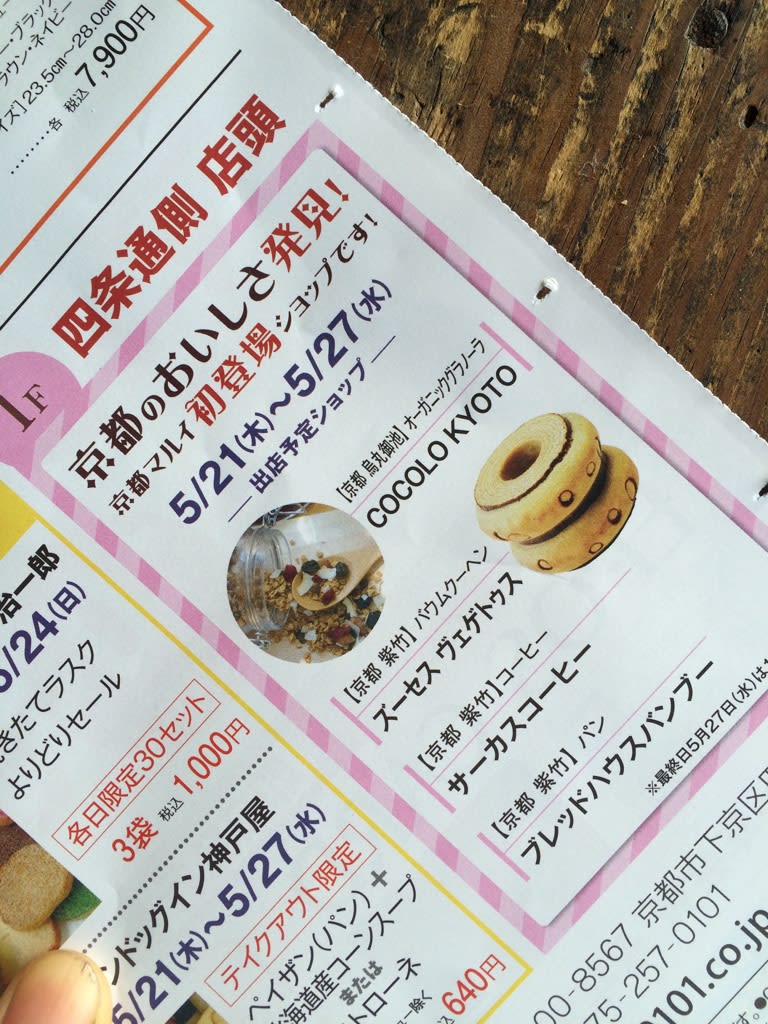 ー・ブラック
ラウン・ネイビー
イズ]23.5cm～28.0cm
………各 税込 7,900円
1F
四条通側 店頭
京都のおいしさ発見!
京都マルイ初登場ショップです!
5/21(木)～5/27(水)
― 出店予定ショップ ―
【京都 烏丸御池】オーガニックグラノーラ
COCOLO KYOTO
【京都 紫竹】バウムクーヘン
ズーセス ヴェゲトゥス
【京都 紫竹】コーヒー
サーカスコーヒー
【京都 紫竹】パン
ブレッドハウスバンブー
※最終日5月27日(水)は
治一郎
/24(日)
きたてラスク
よりどりセール
各日限定30セット
3袋 税込 1,000円
ンドッグイン神戸屋
5/21(木)～5/27(水)
テイクアウト限定
ペイザン(パン)+
海道産コーンスープ
または
トローネ
640円
00-8567 京都市下京区
75-257-0101
0101.co.jp